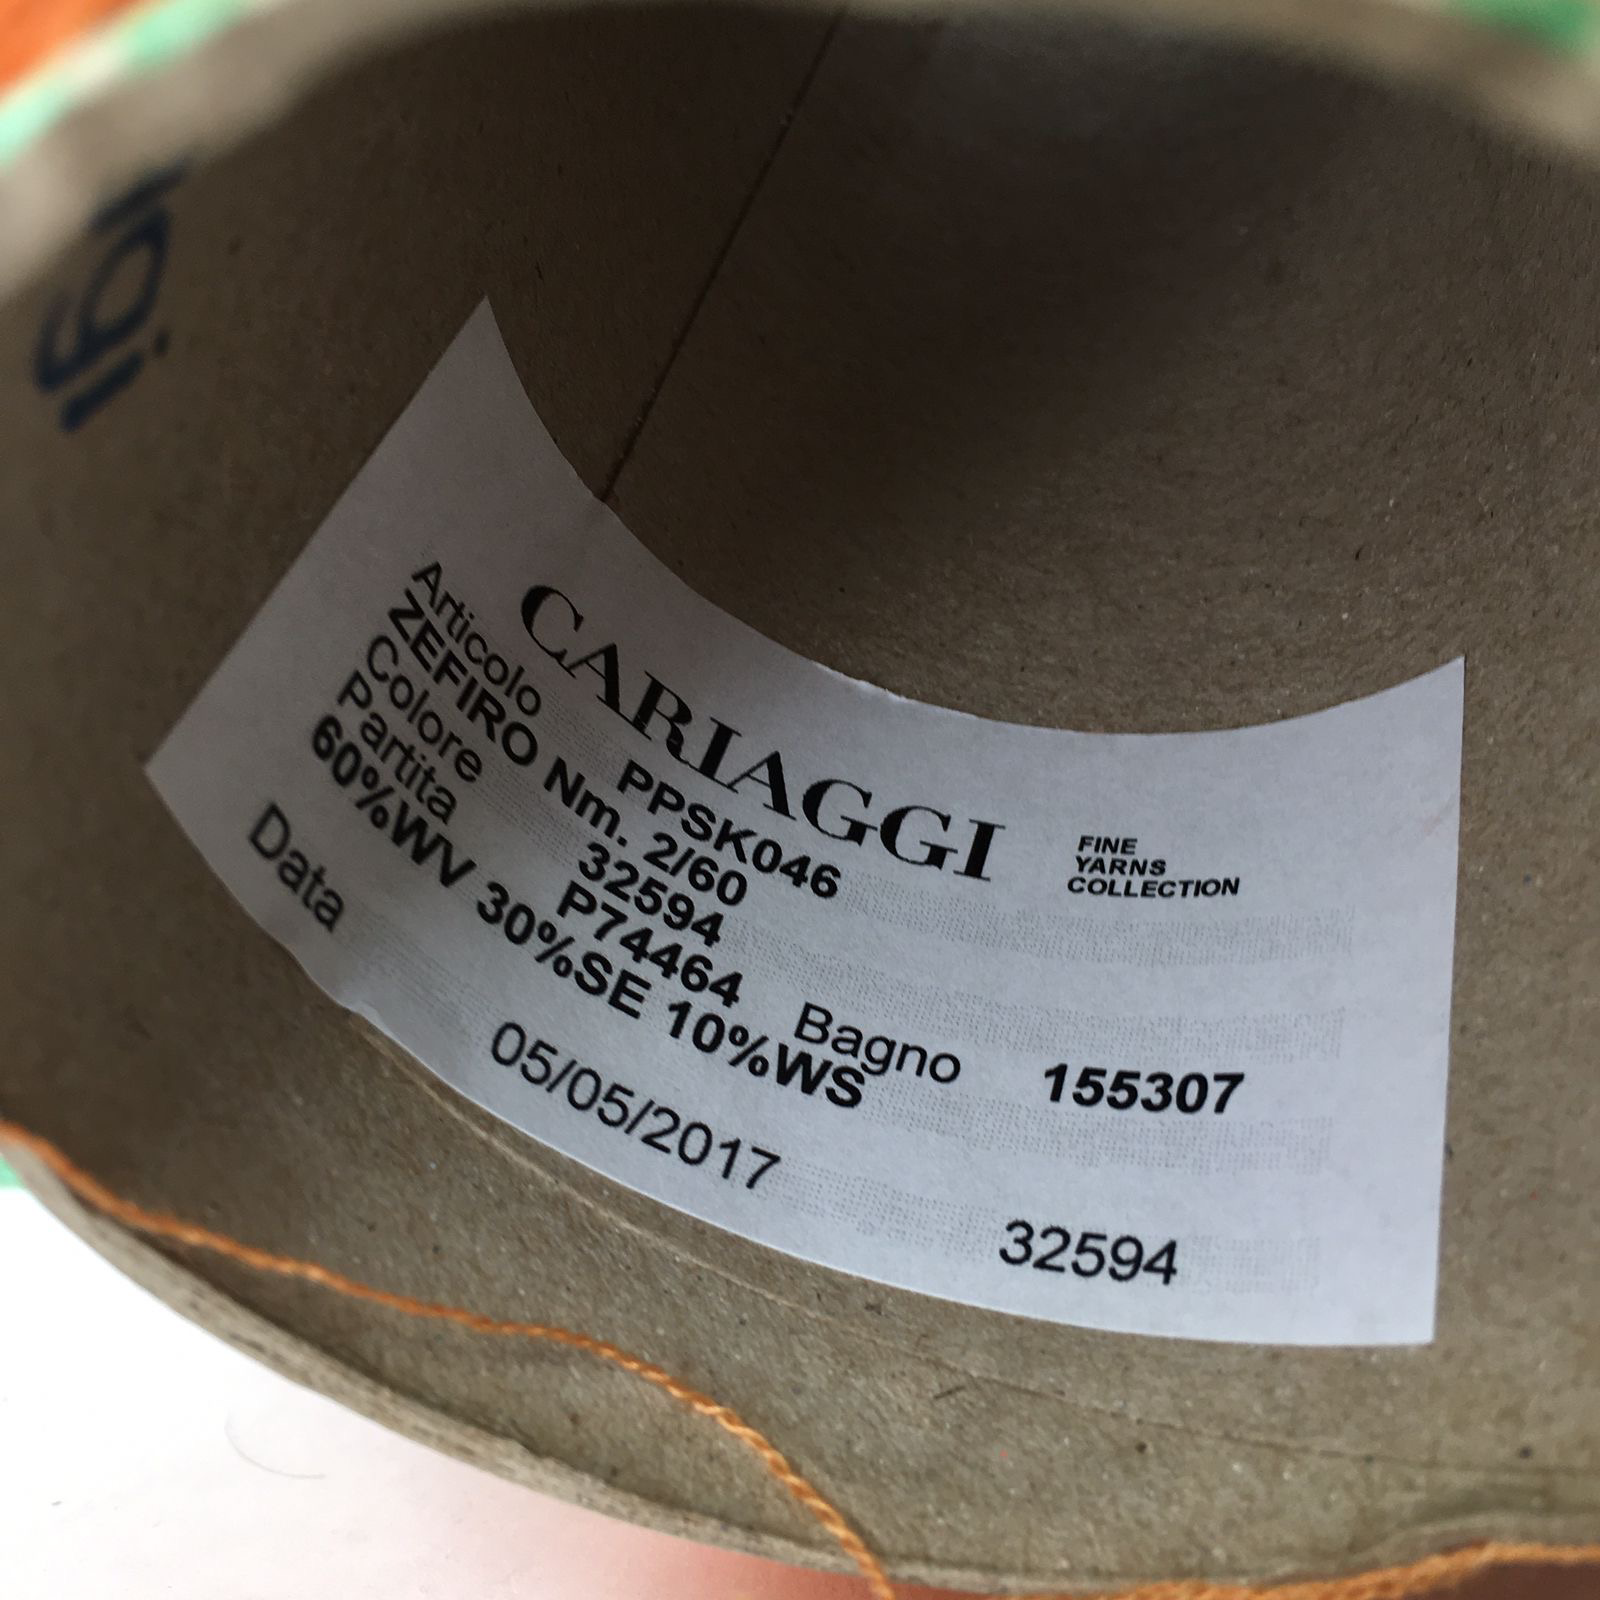 CARIAGGI FINE
YARNS
COLLECTION
Articolo PPSK046
ZEFIRO Nm. 2/60
Colore 32594
Partita P74464 Bagno 155307
60%WV 30%SE 10%WS
Data 05/05/2017 32594